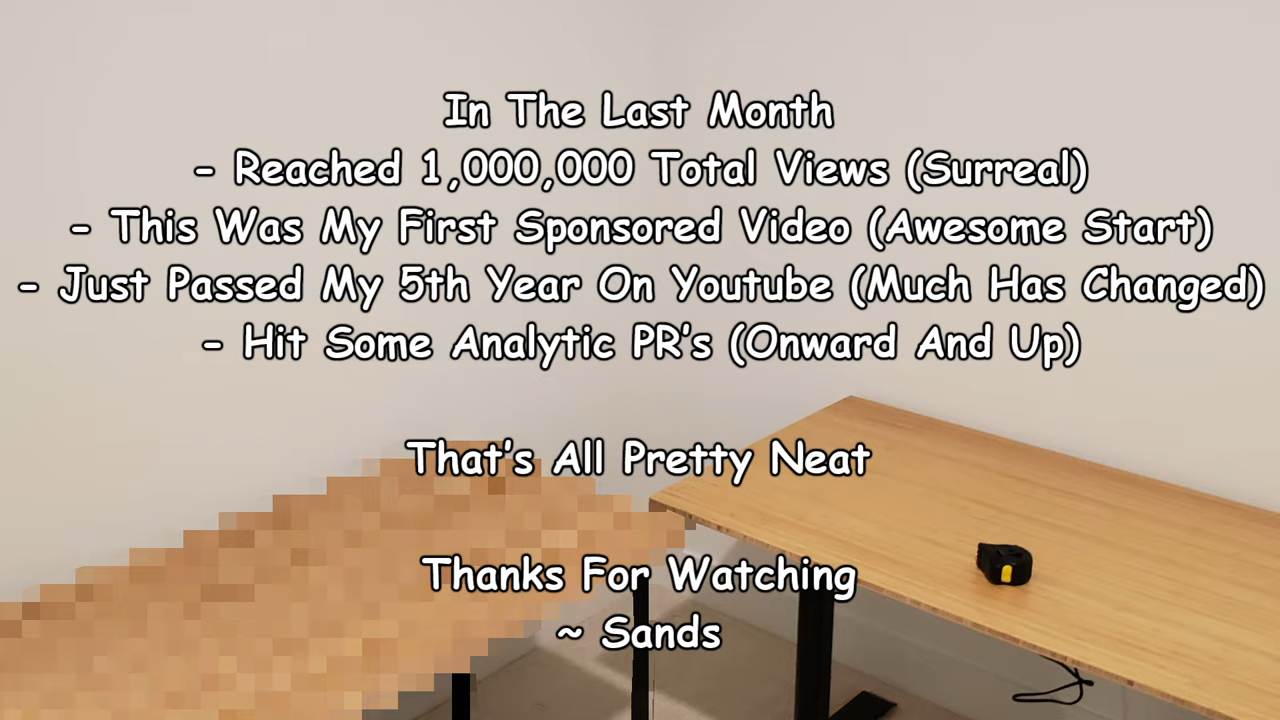 In The Last Month
- Reached 1,000,000 Total Views (Surreal)
- This Was My First Sponsored Video (Awesome Start)
- Just Passed My 5th Year On Youtube (Much Has Changed)
- Hit Some Analytic PR's (Onward And Up)
That's All Pretty Neat
Thanks For Watching
~ Sands